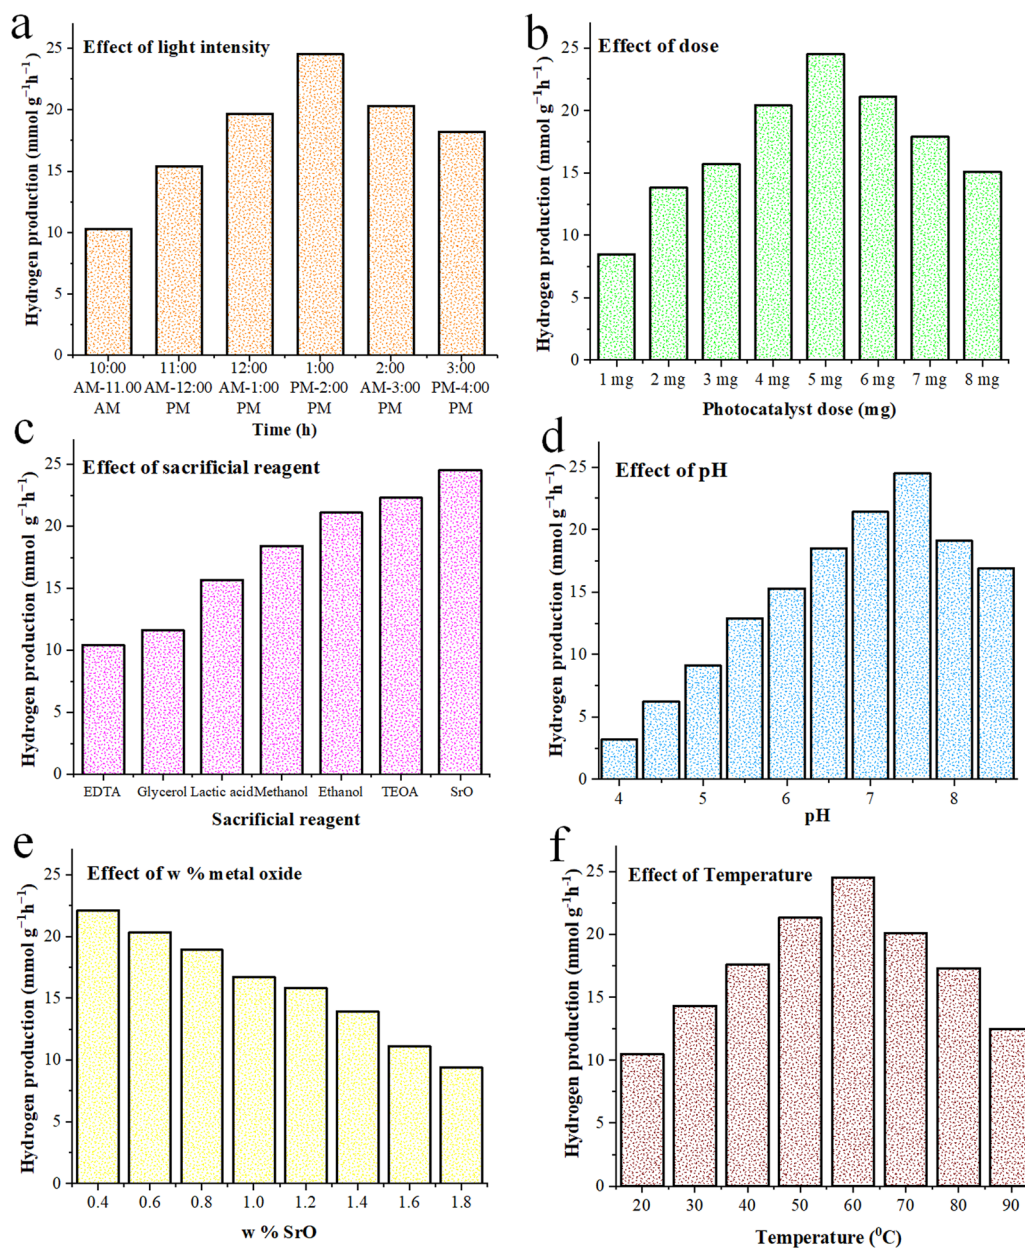 a
Effect of light intensity
Hydrogen production (mmol g⁻¹h⁻¹)
25
20
15
10
5
0
10:00 11:00 12:00 1:00 2:00 3:00
AM-11.00 AM-12:00 AM-1:00 PM-2:00 AM-3:00 PM-4:00
AM PM PM PM PM PM
Time (h)
b
Effect of dose
Hydrogen production (mmol g⁻¹h⁻¹)
25
20
15
10
5
0
1 mg 2 mg 3 mg 4 mg 5 mg 6 mg 7 mg 8 mg
Photocatalyst dose (mg)
c
Effect of sacrificial reagent
Hydrogen production (mmol g⁻¹h⁻¹)
25
20
15
10
5
0
EDTA Glycerol Lactic acid Methanol Ethanol TEOA SrO
Sacrificial reagent
d
Effect of pH
Hydrogen production (mmol g⁻¹h⁻¹)
25
20
15
10
5
0
4 5 6 7 8
pH
e
Effect of w % metal oxide
Hydrogen production (mmol g⁻¹h⁻¹)
25
20
15
10
5
0
0.4 0.6 0.8 1.0 1.2 1.4 1.6 1.8
w % SrO
f
Effect of Temperature
Hydrogen production (mmol g⁻¹h⁻¹)
25
20
15
10
5
0
20 30 40 50 60 70 80 90
Temperature (⁰C)